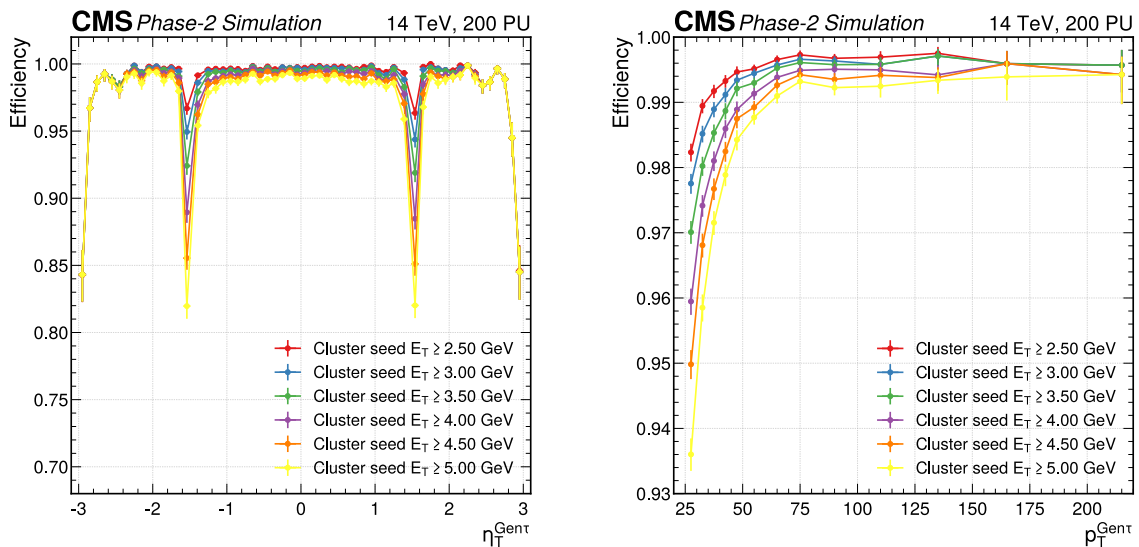 CMS Phase-2 Simulation 14 TeV, 200 PU
Efficiency
1.00
0.95
0.90
0.85
0.80
0.75
0.70
Cluster seed E_T ≥ 2.50 GeV
Cluster seed E_T ≥ 3.00 GeV
Cluster seed E_T ≥ 3.50 GeV
Cluster seed E_T ≥ 4.00 GeV
Cluster seed E_T ≥ 4.50 GeV
Cluster seed E_T ≥ 5.00 GeV
-3 -2 -1 0 1 2 3
η_T^Genτ
CMS Phase-2 Simulation 14 TeV, 200 PU
Efficiency
1.00
0.99
0.98
0.97
0.96
0.95
0.94
0.93
Cluster seed E_T ≥ 2.50 GeV
Cluster seed E_T ≥ 3.00 GeV
Cluster seed E_T ≥ 3.50 GeV
Cluster seed E_T ≥ 4.00 GeV
Cluster seed E_T ≥ 4.50 GeV
Cluster seed E_T ≥ 5.00 GeV
25 50 75 100 125 150 175 200
p_T^Genτ